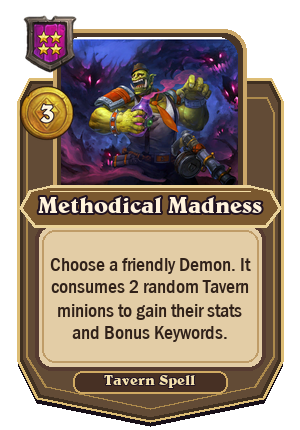 3
Methodical Madness
Choose a friendly Demon. It
consumes 2 random Tavern
minions to gain their stats
and Bonus Keywords.
Tavern Spell